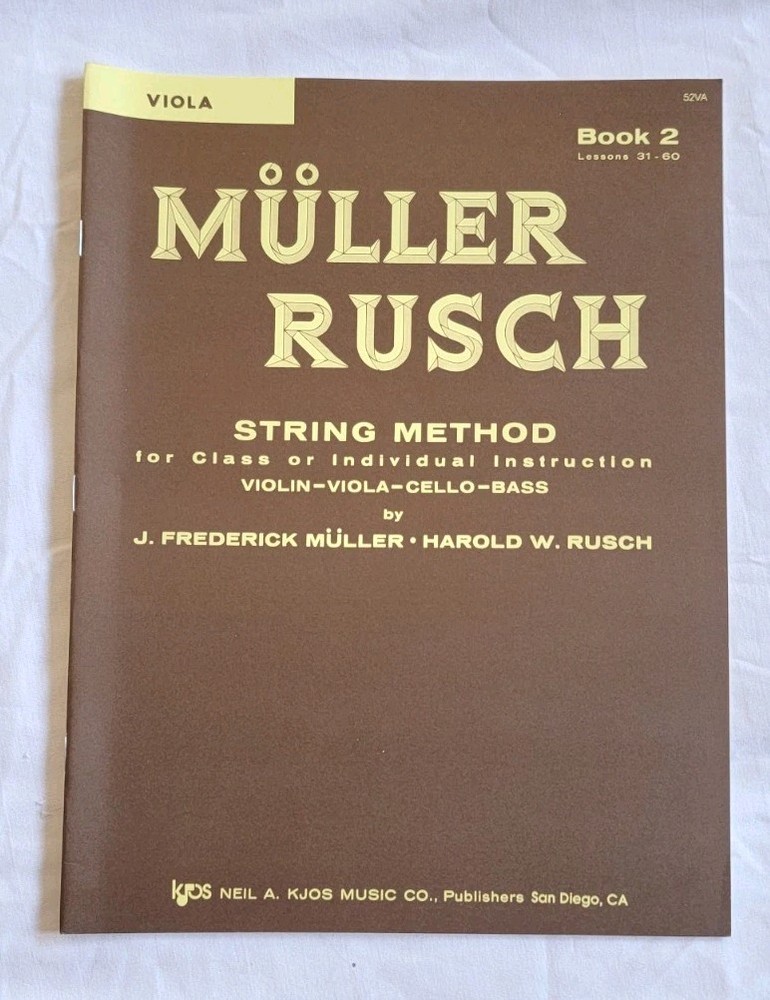 VIOLA
52VA
Book 2
Lessons 31-60
MÜLLER
RUSCH
STRING METHOD
for Class or Individual Instruction
VIOLIN-VIOLA-CELLO-BASS
by
J. FREDERICK MÜLLER • HAROLD W. RUSCH
KJOS NEIL A. KJOS MUSIC CO., Publishers San Diego, CA